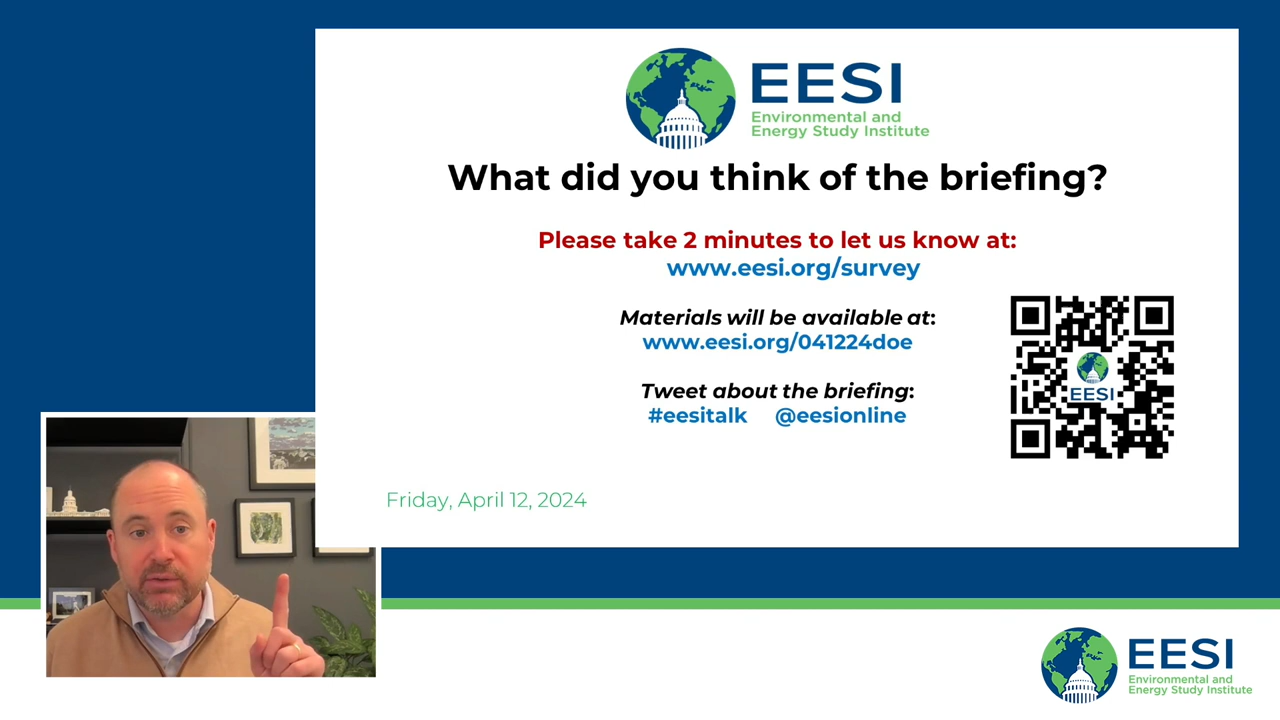 EESI
Environmental and
Energy Study Institute
What did you think of the briefing?
Please take 2 minutes to let us know at:
www.eesi.org/survey
Materials will be available at:
www.eesi.org/041224doe
Tweet about the briefing:
#eesitalk @eesionline
EESI
Friday, April 12, 2024
EESI
Environmental and
Energy Study Institute